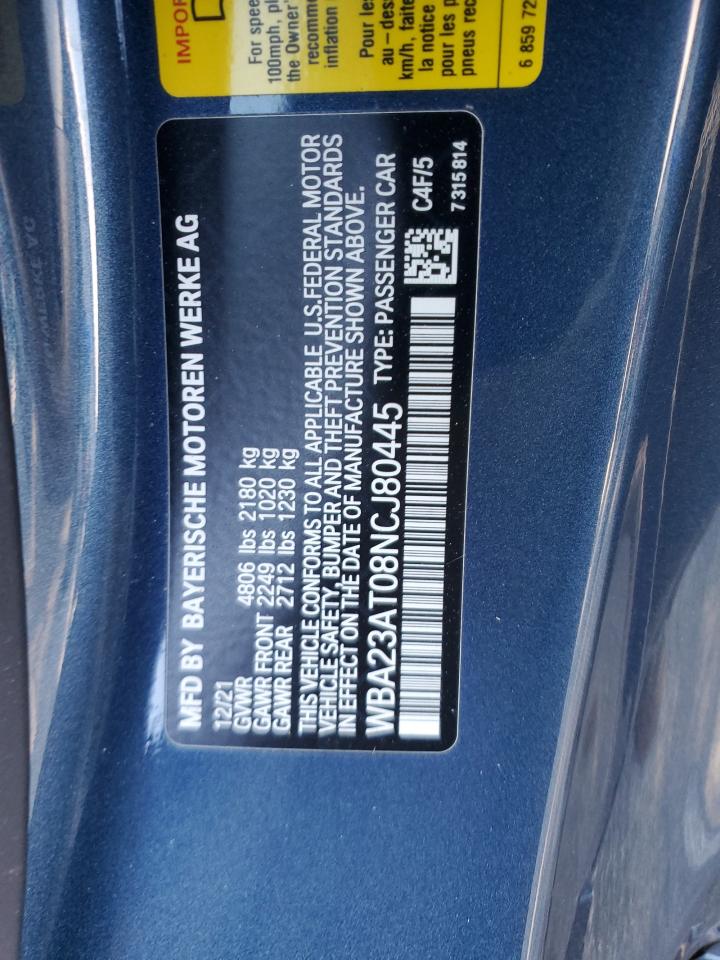 MFD BY BAYERISCHE MOTOREN WERKE AG
12/21
GVWR 4806 lbs 2180 kg
GAWR FRONT 2249 lbs 1020 kg
GAWR REAR 2712 lbs 1230 kg
THIS VEHICLE CONFORMS TO ALL APPLICABLE U.S.FEDERAL MOTOR
VEHICLE SAFETY, BUMPER AND THEFT PREVENTION STANDARDS
IN EFFECT ON THE DATE OF MANUFACTURE SHOWN ABOVE.
WBA23AT08NCJ80445 TYPE: PASSENGER CAR
C4F/5
7315814
IMPOR
For spee
100mph, pl
the Owner'
recomme
inflation
Pour les
au – dess
km/h, faite
la notice
pour les p
pneus rec
6 859 72